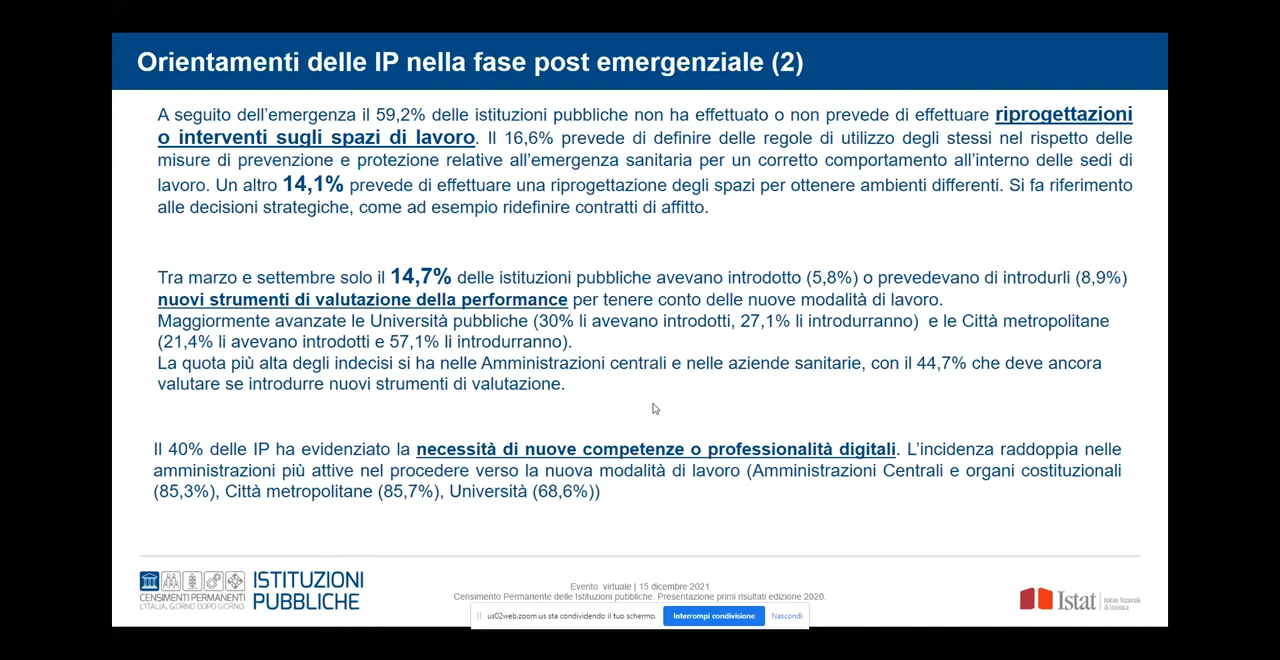 Orientamenti delle IP nella fase post emergenziale (2)
A seguito dell'emergenza il 59,2% delle istituzioni pubbliche non ha effettuato o non prevede di effettuare riprogettazioni
o interventi sugli spazi di lavoro. Il 16,6% prevede di definire delle regole di utilizzo degli stessi nel rispetto delle
misure di prevenzione e protezione relative all'emergenza sanitaria per un corretto comportamento all'interno delle sedi di
lavoro. Un altro 14,1% prevede di effettuare una riprogettazione degli spazi per ottenere ambienti differenti. Si fa riferimento
alle decisioni strategiche, come ad esempio ridefinire contratti di affitto.
Tra marzo e settembre solo il 14,7% delle istituzioni pubbliche avevano introdotto (5,8%) o prevedevano di introdurli (8,9%)
nuovi strumenti di valutazione della performance per tenere conto delle nuove modalità di lavoro.
Maggiormente avanzate le Università pubbliche (30% li avevano introdotti, 27,1% li introdurranno) e le Città metropolitane
(21,4% li avevano introdotti e 57,1% li introdurranno).
La quota più alta degli indecisi si ha nelle Amministrazioni centrali e nelle aziende sanitarie, con il 44,7% che deve ancora
valutare se introdurre nuovi strumenti di valutazione.
Il 40% delle IP ha evidenziato la necessità di nuove competenze o professionalità digitali. L'incidenza raddoppia nelle
amministrazioni più attive nel procedere verso la nuova modalità di lavoro (Amministrazioni Centrali e organi costituzionali
(85,3%), Città metropolitane (85,7%), Università (68,6%))
CENSIMENTI PERMANENTI
L'ITALIA, GIORNO DOPO GIORNO.
ISTITUZIONI
PUBBLICHE
Evento virtuale | 15 dicembre 2021
Censimento Permanente delle Istituzioni pubbliche. Presentazione primi risultati edizione 2020.
us02web.zoom.us sta condividendo il tuo schermo. Interrompi condivisione Nascondi
Istat Istituto Nazionale
di Statistica